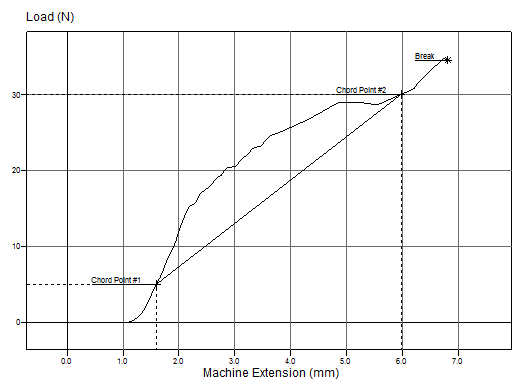 Load (N)
Break
Chord Point #2
30
20
10
Chord Point #1
0
0.0 1.0 2.0 3.0 4.0 5.0 6.0 7.0
Machine Extension (mm)